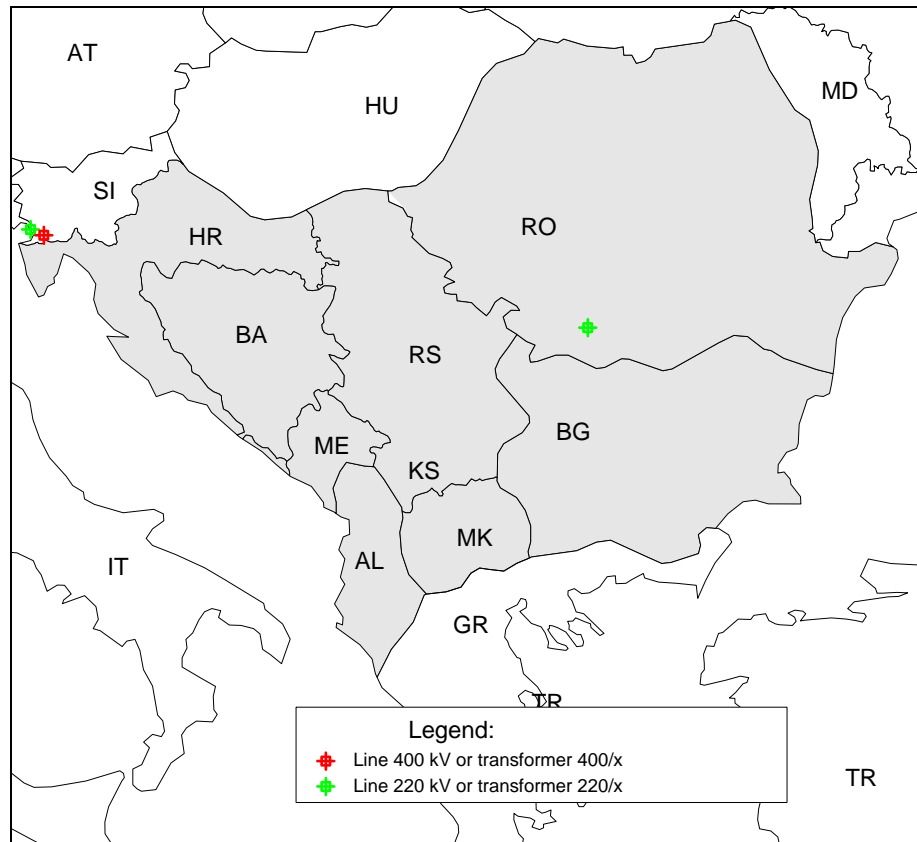 AT
HU
MD
SI
HR
RO
BA
RS
BG
ME
KS
MK
AL
IT
GR
TR
Legend:
Line 400 kV or transformer 400/x
Line 220 kV or transformer 220/x
TR